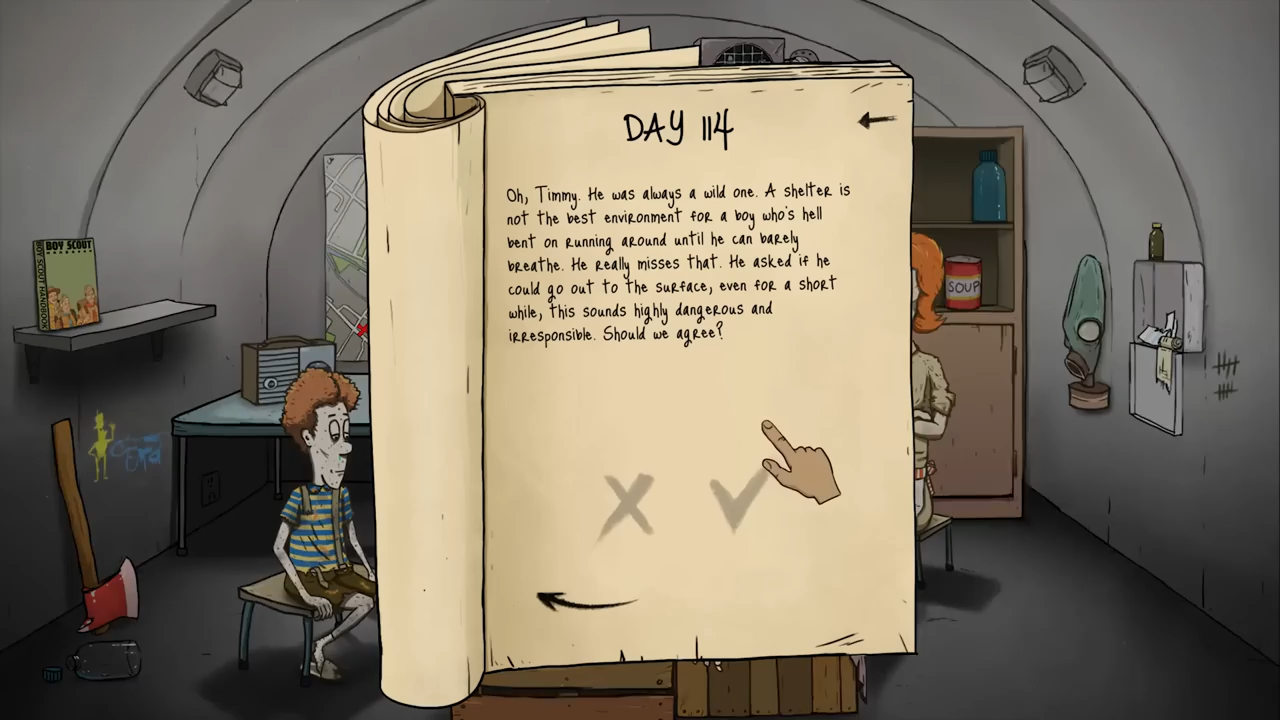 DAY 114
Oh, Timmy. He was always a wild one. A shelter is
not the best environment for a boy who's hell
bent on running around until he can barely
breathe. He really misses that. He asked if he
could go out to the surface, even for a short
while, this sounds highly dangerous and
irresponsible. Should we agree?
BOY SCOUT
BOY SCOUT HANDBOOK
SOUP